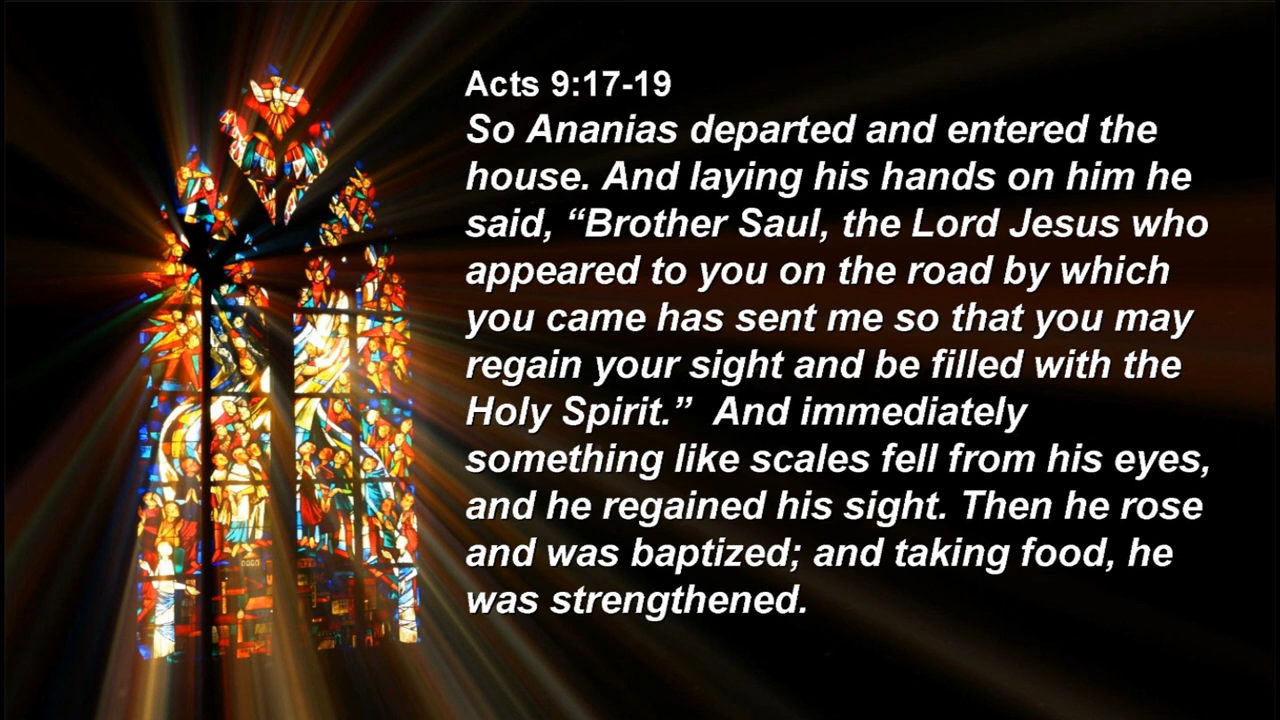 Acts 9:17-19
So Ananias departed and entered the
house. And laying his hands on him he
said, “Brother Saul, the Lord Jesus who
appeared to you on the road by which
you came has sent me so that you may
regain your sight and be filled with the
Holy Spirit.”  And immediately
something like scales fell from his eyes,
and he regained his sight. Then he rose
and was baptized; and taking food, he
was strengthened.